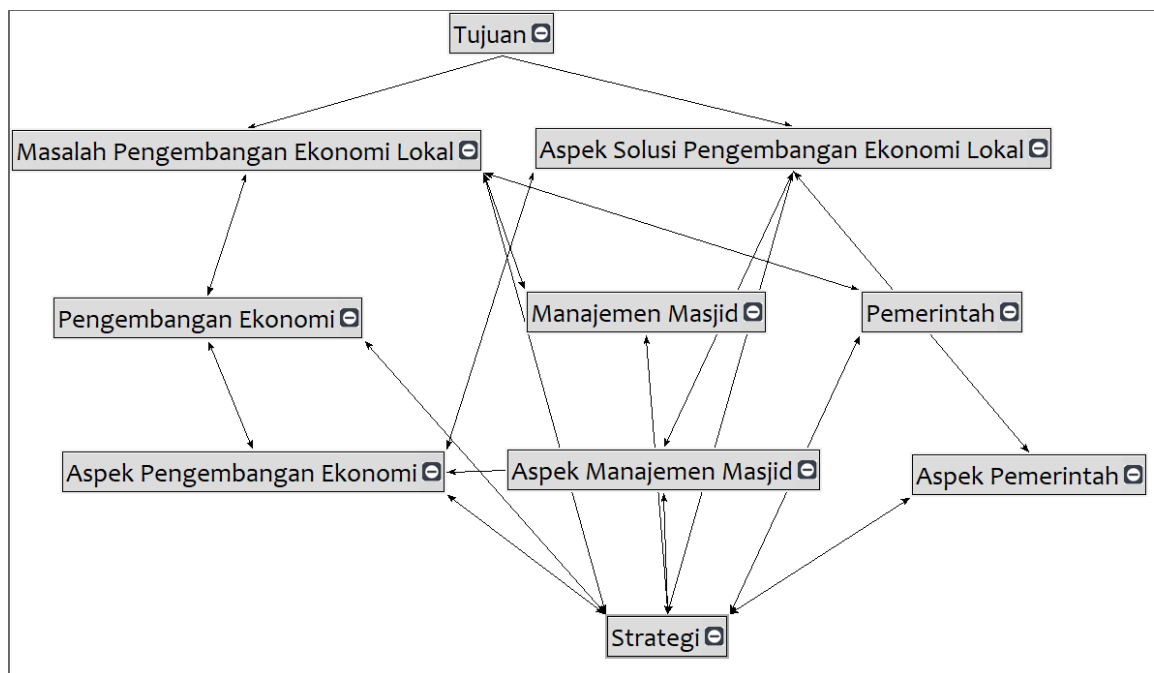 Tujuan
Masalah Pengembangan Ekonomi Lokal
Aspek Solusi Pengembangan Ekonomi Lokal
Pengembangan Ekonomi
Manajemen Masjid
Pemerintah
Aspek Pengembangan Ekonomi
Aspek Manajemen Masjid
Aspek Pemerintah
Strategi